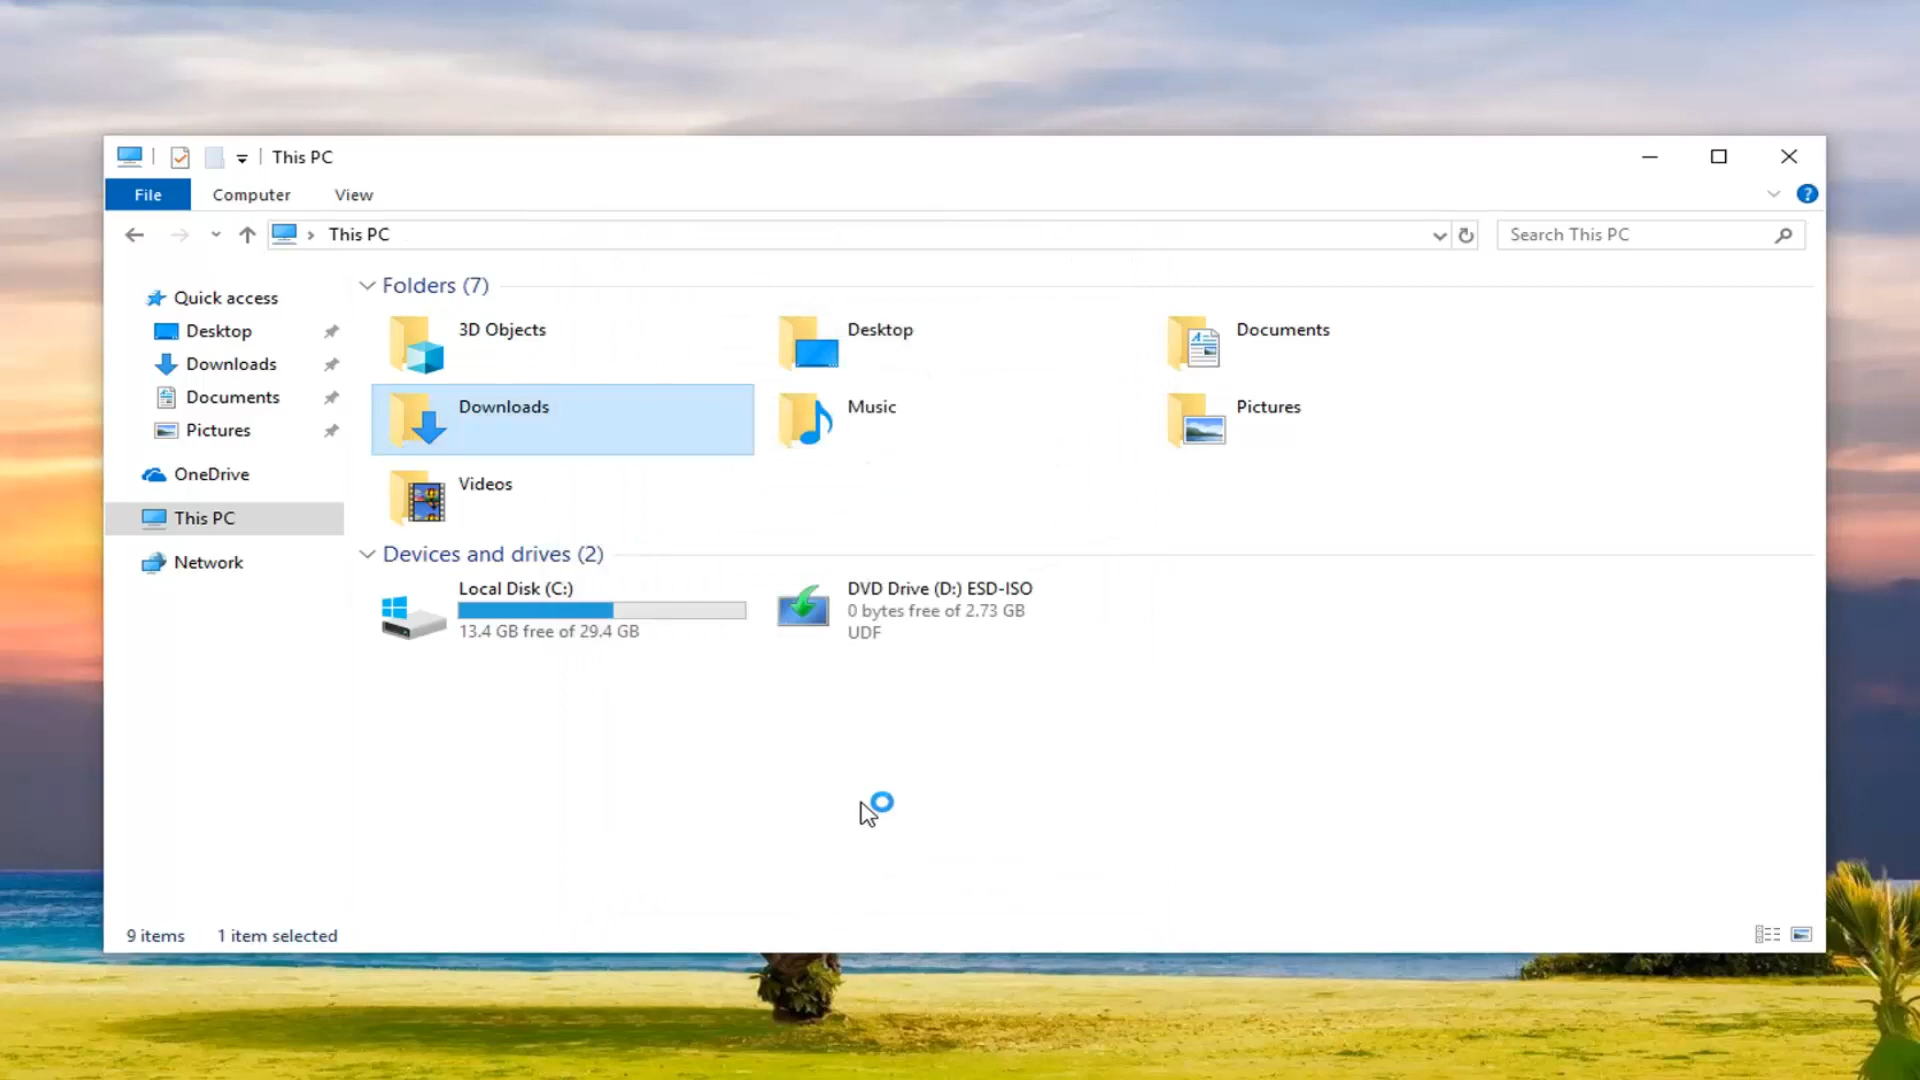 This PC
File Computer View
This PC
Search This PC
Quick access
Desktop
Downloads
Documents
Pictures
OneDrive
This PC
Network
Folders (7)
3D Objects
Desktop
Documents
Downloads
Music
Pictures
Videos
Devices and drives (2)
Local Disk (C:)
13.4 GB free of 29.4 GB
DVD Drive (D:) ESD-ISO
0 bytes free of 2.73 GB
UDF
9 items 1 item selected